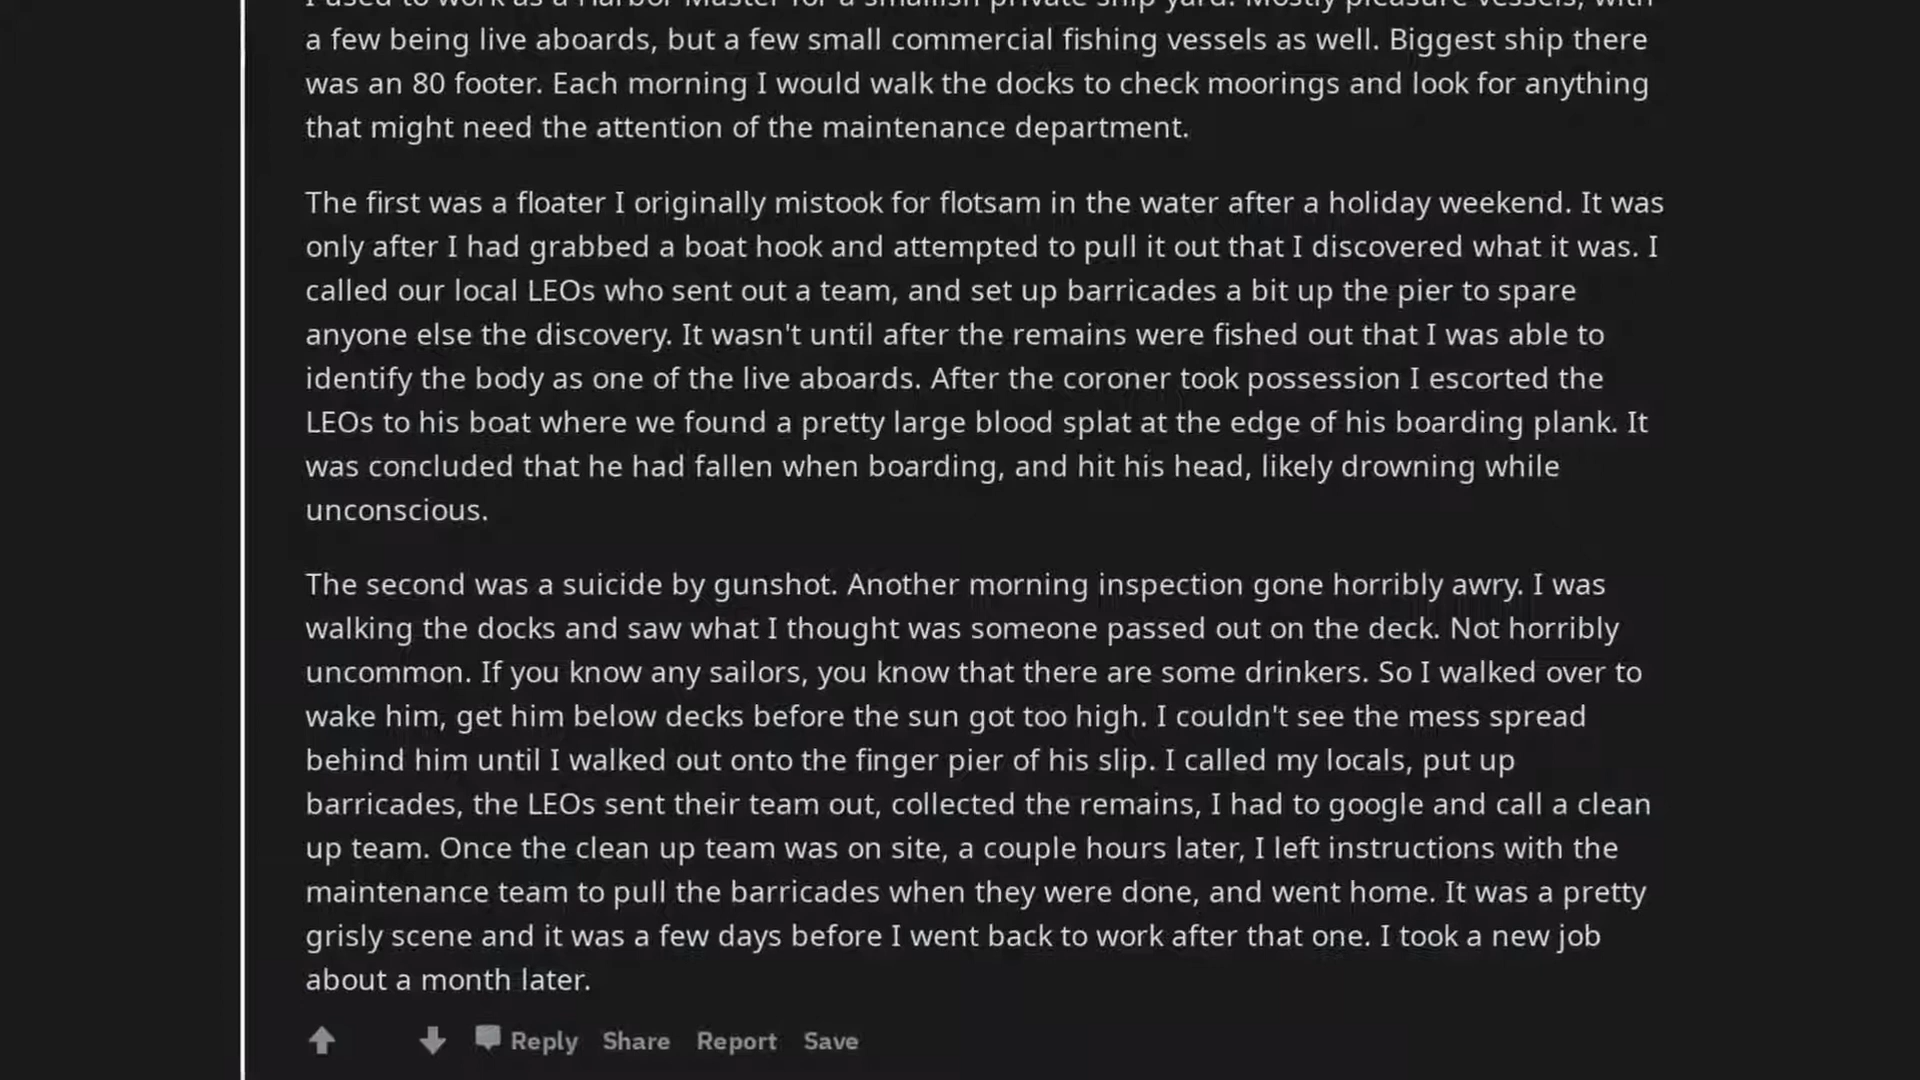 I used to work as a Harbor Master for a smallish private ship yard. Mostly pleasure vessels, with
a few being live aboards, but a few small commercial fishing vessels as well. Biggest ship there
was an 80 footer. Each morning I would walk the docks to check moorings and look for anything
that might need the attention of the maintenance department.
The first was a floater I originally mistook for flotsam in the water after a holiday weekend. It was
only after I had grabbed a boat hook and attempted to pull it out that I discovered what it was. I
called our local LEOs who sent out a team, and set up barricades a bit up the pier to spare
anyone else the discovery. It wasn't until after the remains were fished out that I was able to
identify the body as one of the live aboards. After the coroner took possession I escorted the
LEOs to his boat where we found a pretty large blood splat at the edge of his boarding plank. It
was concluded that he had fallen when boarding, and hit his head, likely drowning while
unconscious.
The second was a suicide by gunshot. Another morning inspection gone horribly awry. I was
walking the docks and saw what I thought was someone passed out on the deck. Not horribly
uncommon. If you know any sailors, you know that there are some drinkers. So I walked over to
wake him, get him below decks before the sun got too high. I couldn't see the mess spread
behind him until I walked out onto the finger pier of his slip. I called my locals, put up
barricades, the LEOs sent their team out, collected the remains, I had to google and call a clean
up team. Once the clean up team was on site, a couple hours later, I left instructions with the
maintenance team to pull the barricades when they were done, and went home. It was a pretty
grisly scene and it was a few days before I went back to work after that one. I took a new job
about a month later.
Reply Share Report Save